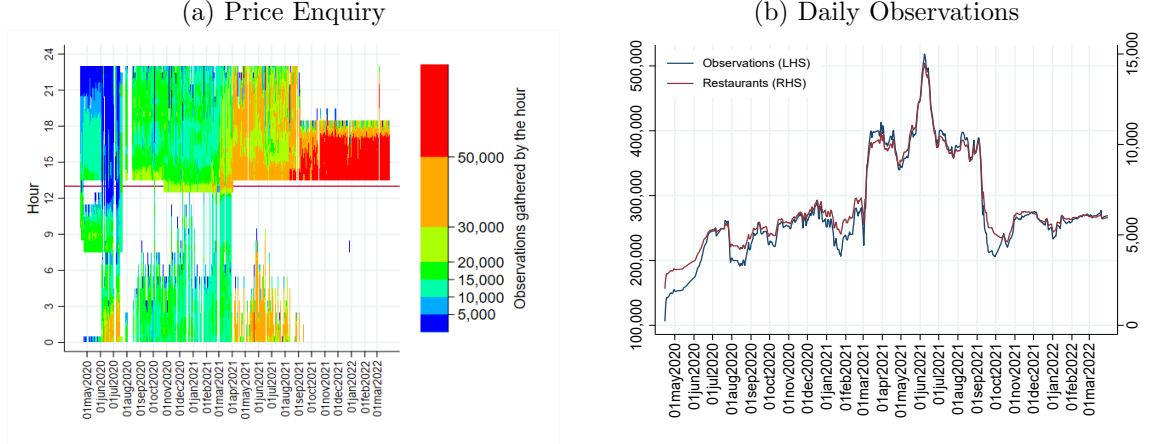 (a) Price Enquiry
24
21
18
15
12
9
6
3
0
Hour
01may2020
01jun2020
01jul2020
01aug2020
01sep2020
01oct2020
01nov2020
01dec2020
01jan2021
01feb2021
01mar2021
01apr2021
01may2021
01jun2021
01jul2021
01aug2021
01sep2021
01oct2021
01nov2021
01dec2021
01jan2022
01feb2022
01mar2022
50,000
30,000
20,000
15,000
10,000
5,000
Observations gathered by the hour
(b) Daily Observations
Observations (LHS)
Restaurants (RHS)
500,000
400,000
300,000
200,000
100,000
15,000
10,000
5,000
0
01may2020
01jun2020
01jul2020
01aug2020
01sep2020
01oct2020
01nov2020
01dec2020
01jan2021
01feb2021
01mar2021
01apr2021
01may2021
01jun2021
01jul2021
01aug2021
01sep2021
01oct2021
01nov2021
01dec2021
01jan2022
01feb2022
01mar2022